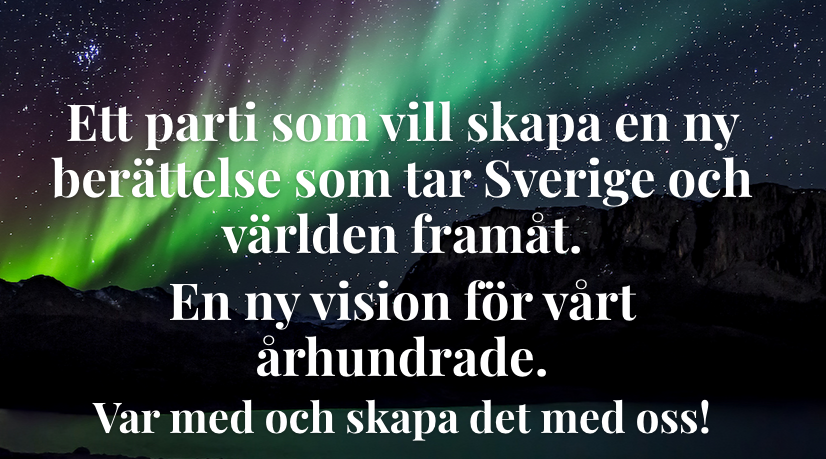 Ett parti som vill skapa en ny
berättelse som tar Sverige och
världen framåt.
En ny vision för vårt
århundrade.
Var med och skapa det med oss!